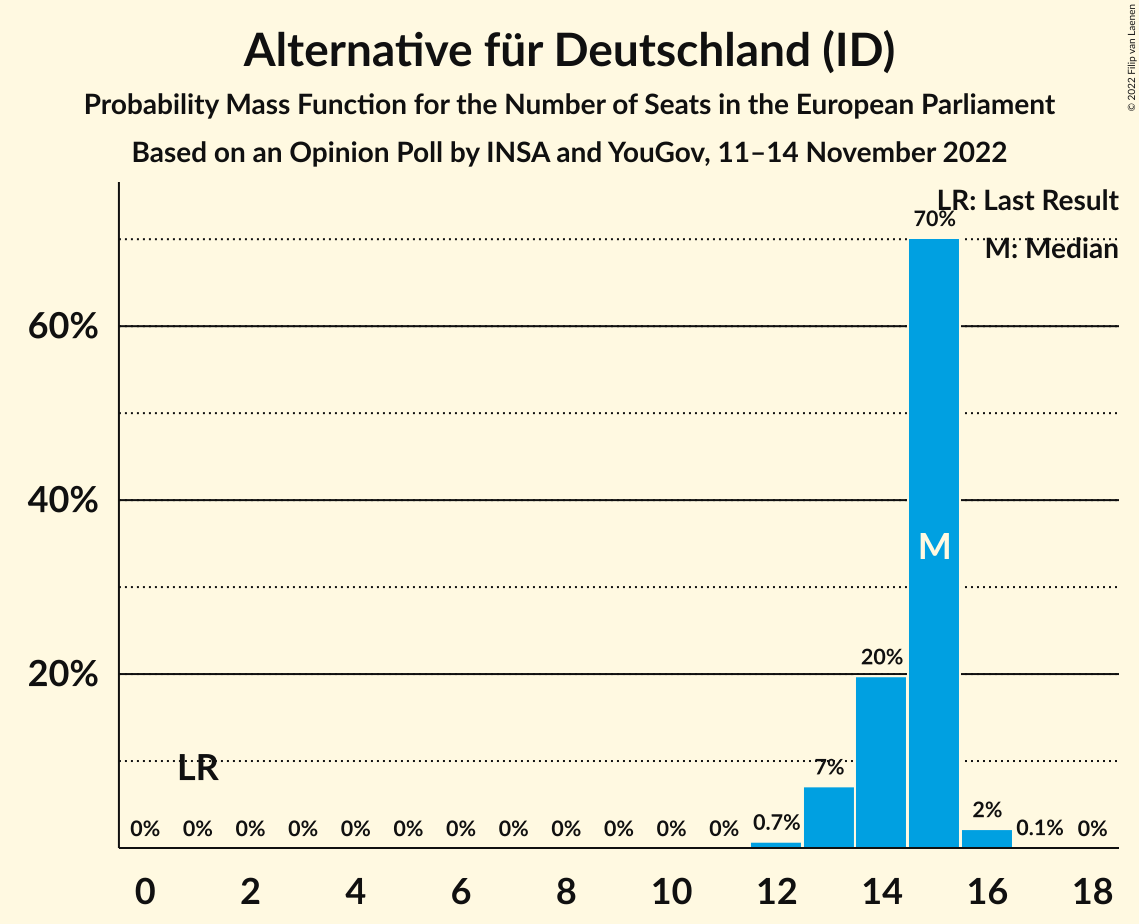 Alternative für Deutschland (ID)
Probability Mass Function for the Number of Seats in the European Parliament
Based on an Opinion Poll by INSA and YouGov, 11–14 November 2022
© 2022 Filip van Laenen
LR: Last Result
M: Median
70%
60%
40%
M
20%
20%
LR
7%
0% 0% 0% 0% 0% 0% 0% 0% 0% 0% 0% 0% 0.7% 2% 0.1% 0%
0 2 4 6 8 10 12 14 16 18